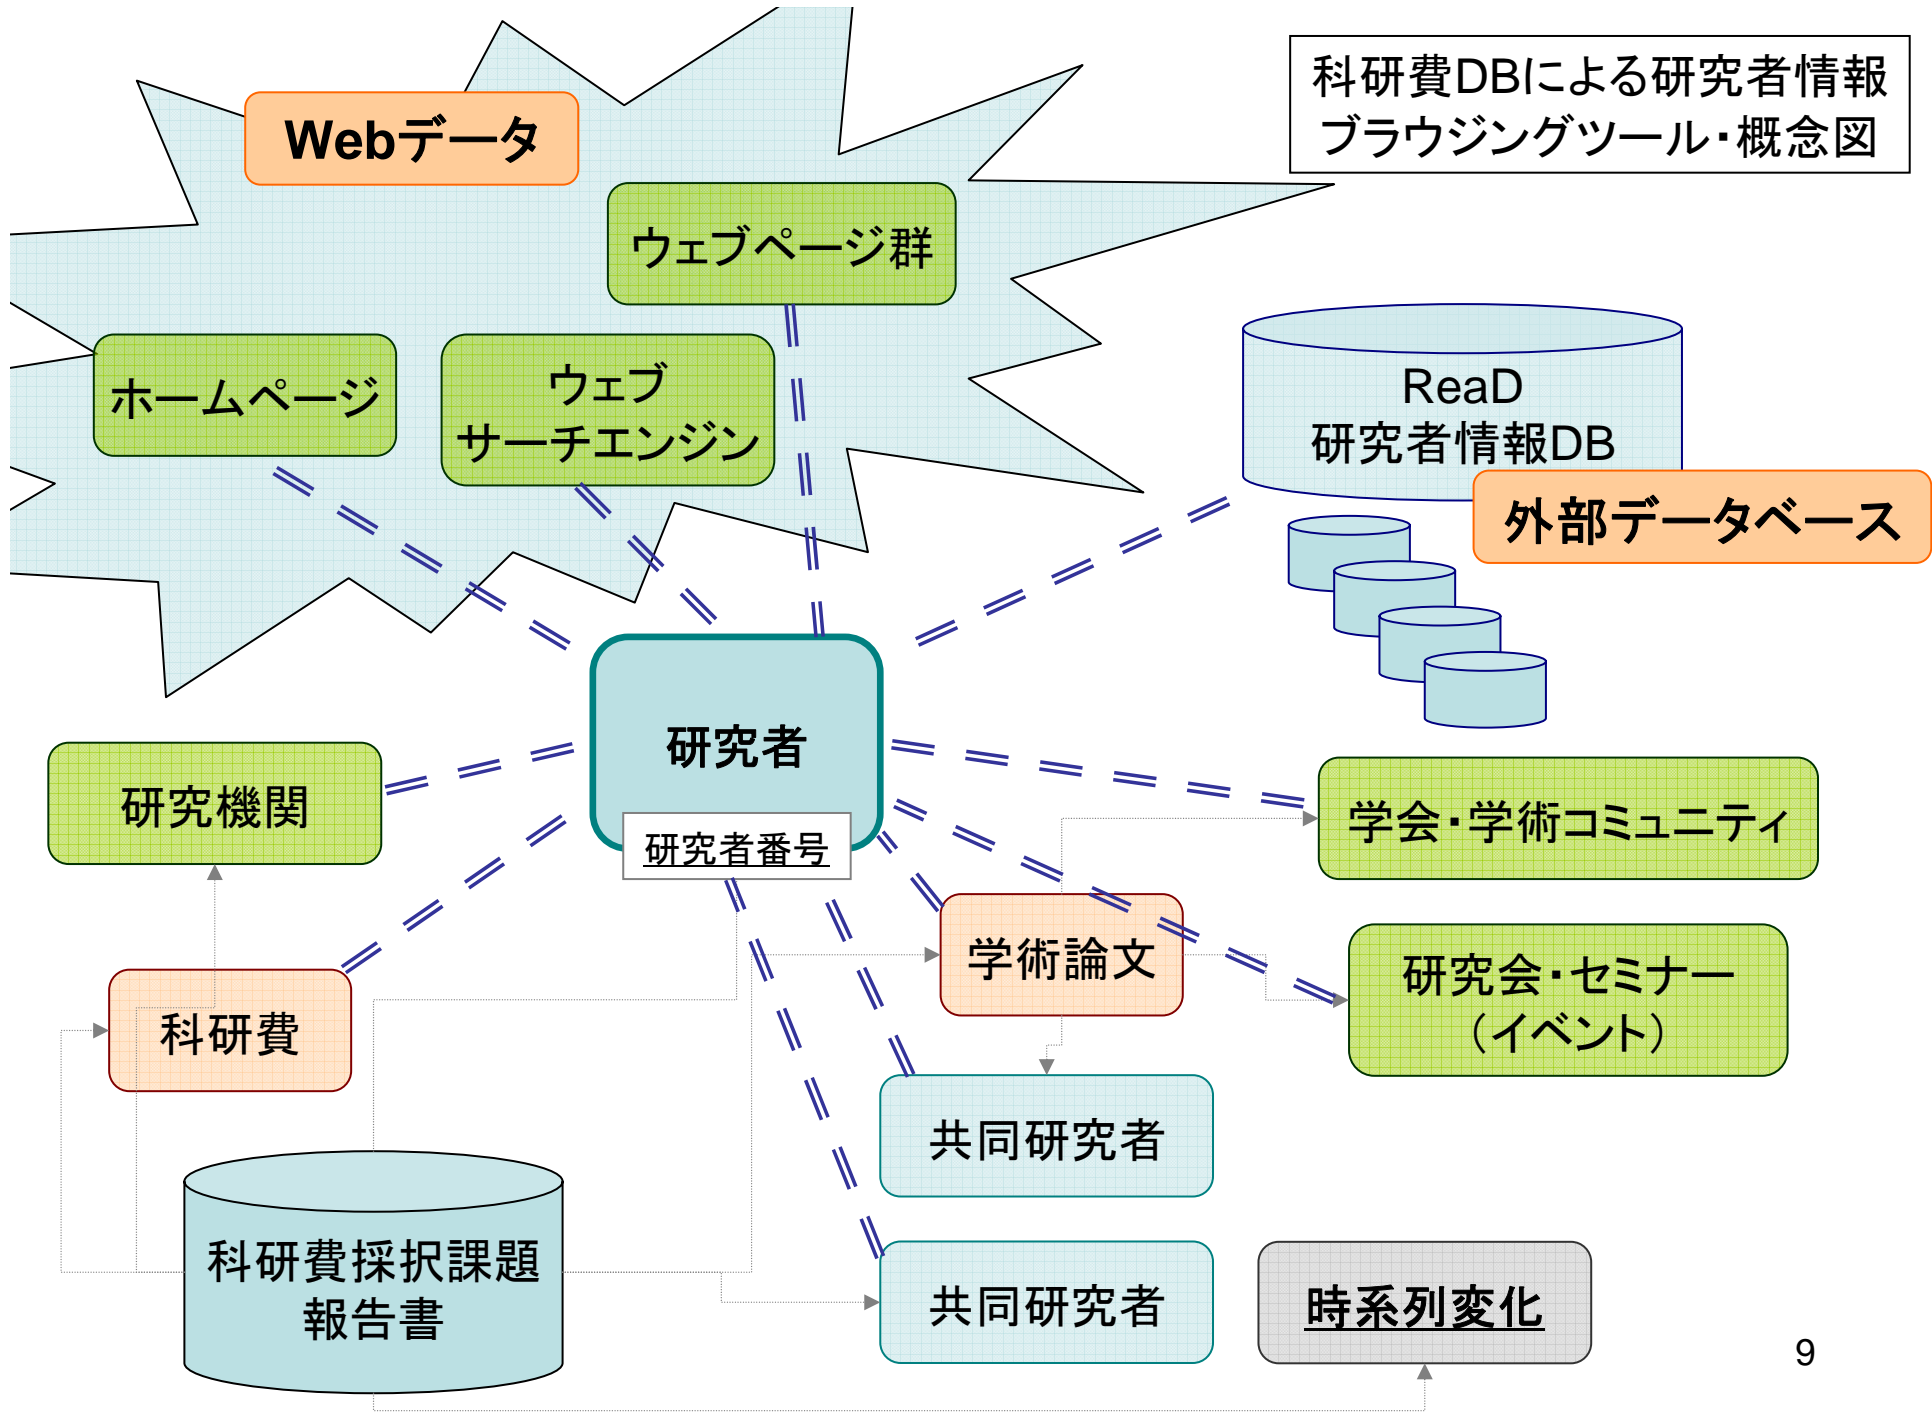 科研費DBによる研究者情報
ブラウジングツール・概念図
Webデータ
ウェブページ群
ホームページ
ウェブ
サーチエンジン
ReaD
研究者情報DB
外部データベース
研究者
研究者番号
研究機関
学会・学術コミュニティ
科研費
学術論文
研究会・セミナー
（イベント）
共同研究者
科研費採択課題
報告書
共同研究者
時系列変化
9